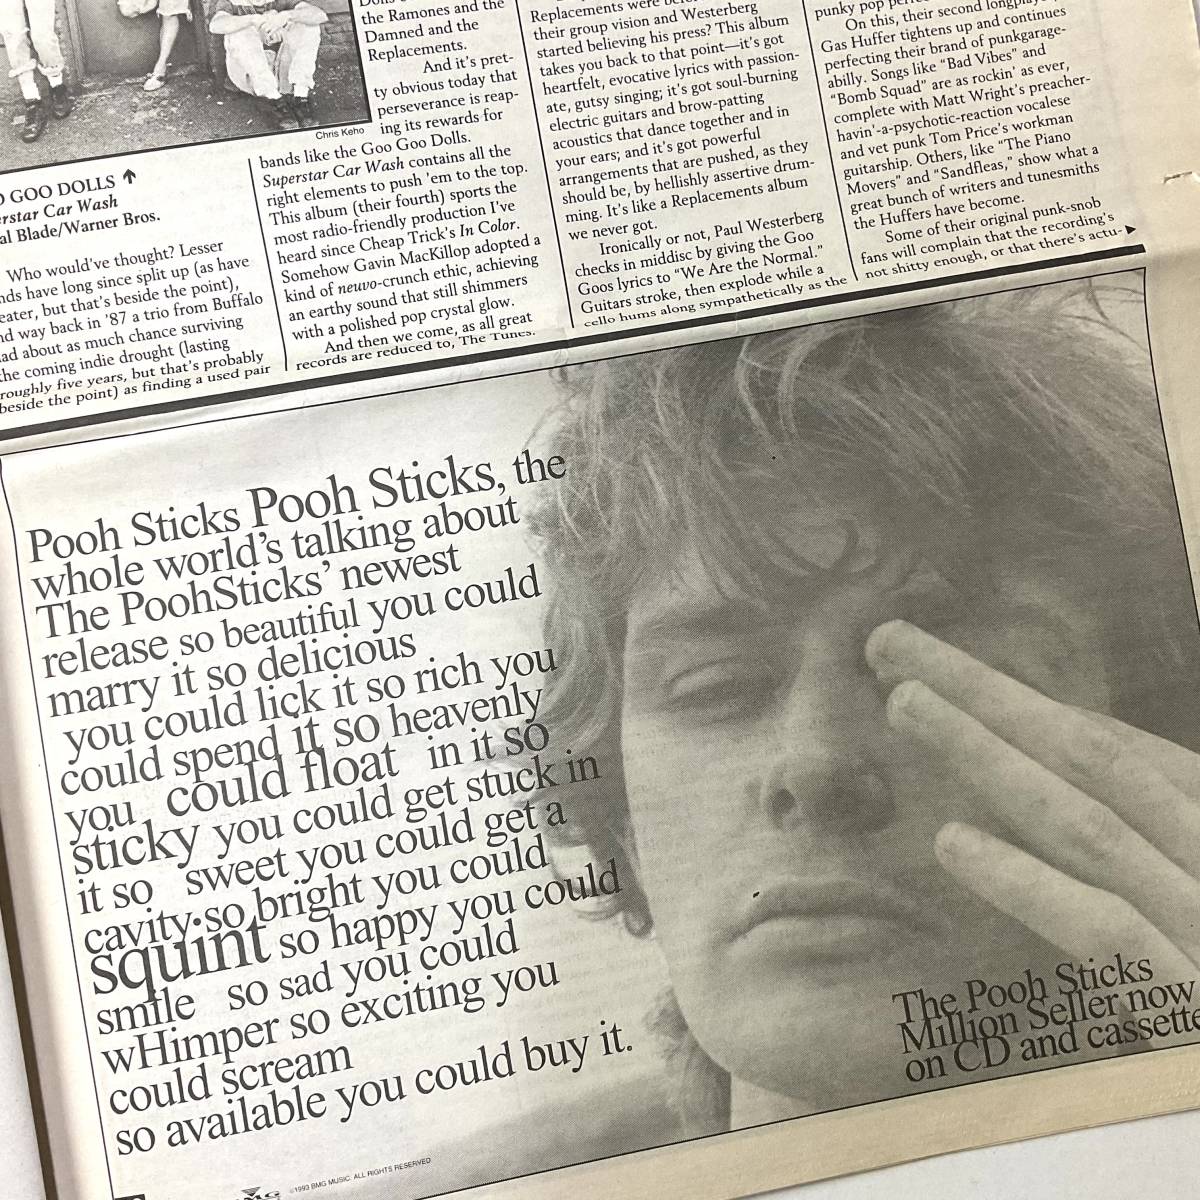 Chris Keho
GOO DOLLS ↑
Superstar Car Wash
Blade/Warner Bros.
Who would've thought? Lesser
have long since split up (as have
but that's beside the point),
way back in '87 a trio from Buffalo
about as much chance surviving
the coming indie drought (lasting
roughly five years, but that's probably
beside the point) as finding a used pair
the Ramones and the
Damned and the
Replacements.
And it's pret-
ty obvious today that
perseverance is reap-
ing its rewards for
bands like the Goo Goo Dolls.
Superstar Car Wash contains all the
right elements to push 'em to the top.
This album (their fourth) sports the
most radio-friendly production I've
heard since Cheap Trick's In Color.
Somehow Gavin MacKillop adopted a
kind of neuvo-crunch ethic, achieving
an earthy sound that still shimmers
with a polished pop crystal glow.
And then we come, as all great
records are reduced to, The Tunes.
Replacements were
their group vision and Westerberg
started believing his press? This album
takes you back to that point—it's got
heartfelt, evocative lyrics with passion-
ate, gutsy singing; it's got soul-burning
electric guitars and brow-patting
acoustics that dance together and in
your ears; and it's got powerful
arrangements that are pushed, as they
should be, by hellishly assertive drum-
ming. It's like a Replacements album
we never got.
Ironically or not, Paul Westerberg
checks in middisc by giving the Goo
Goos lyrics to "We Are the Normal."
Guitars stroke, then explode while a
cello hums along sympathetically as the
punky pop
On this, their second longplayer
Gas Huffer tightens up and continues
perfecting their brand of punkgarage-
abilly. Songs like "Bad Vibes" and
"Bomb Squad" are as rockin' as ever,
complete with Matt Wright's preacher-
havin'-a-psychotic-reaction vocalese
and vet punk Tom Price's workman
guitarship. Others, like "The Piano
Movers" and "Sandfleas," show what a
great bunch of writers and tunesmiths
the Huffers have become.
Some of their original punk-snob
fans will complain that the recording's
not shitty enough, or that there's actu- ▶
Pooh Sticks Pooh Sticks, the
whole world's talking about
The PoohSticks' newest
release so beautiful you could
marry it so delicious
you could lick it so rich you
could spend it so heavenly
you could float in it so
sticky you could get stuck in
it so sweet you could get a
cavity·so bright you could
squint so happy you could
smile so sad you could
wHimper so exciting you
could scream
so available you could buy it.
The Pooh Sticks
Million Seller now
on CD and cassette
BMG ©1993 BMG MUSIC. ALL RIGHTS RESERVED